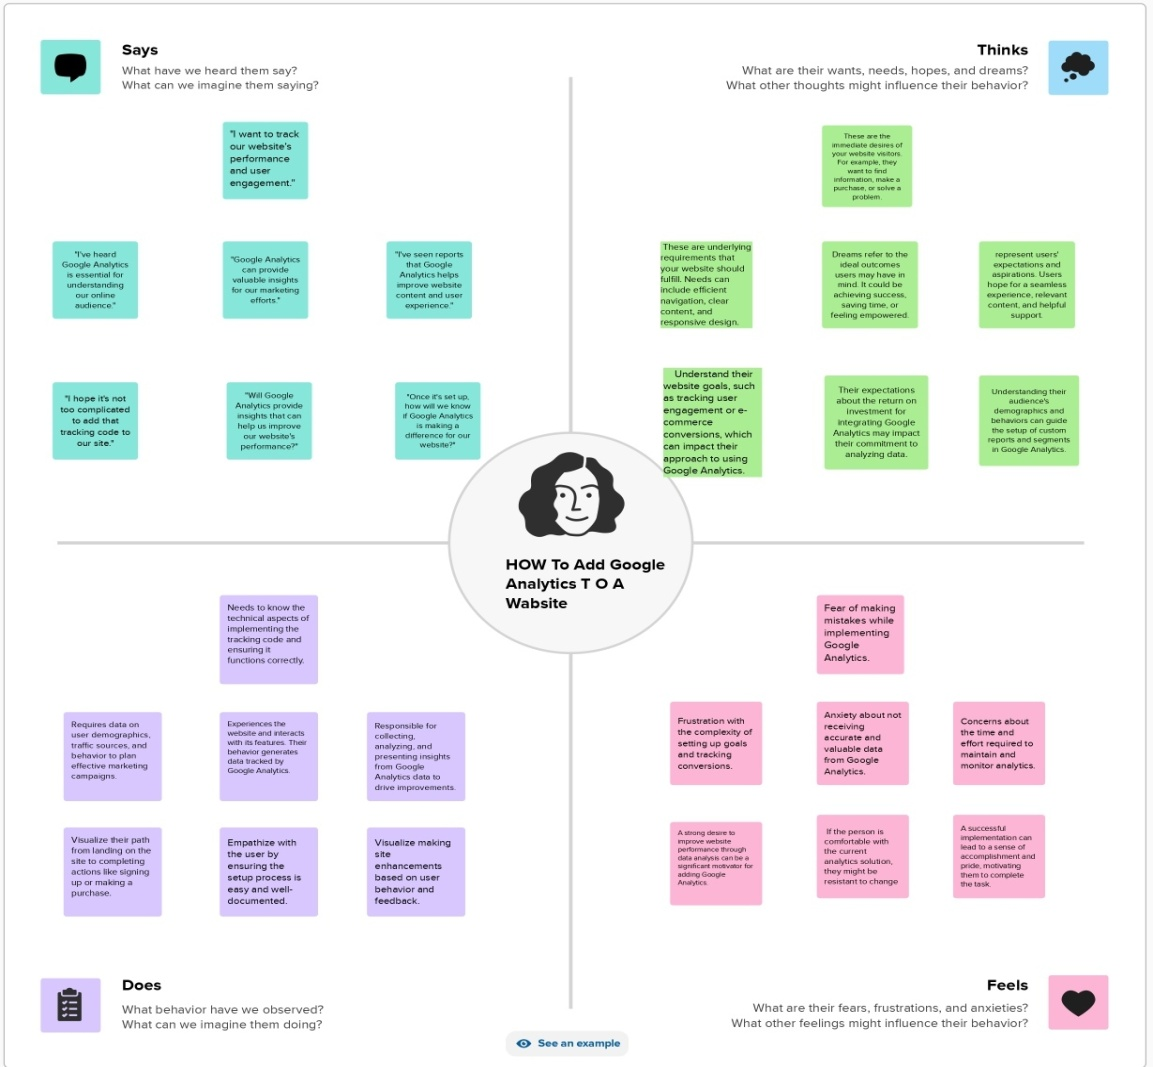 Says
What have we heard them say?
What can we imagine them saying?
"I want to track
our website's
performance
and user
engagement."
"I've heard
Google Analytics
is essential for
understanding
our online
audience."
"Google Analytics
can provide
valuable insights
for our marketing
efforts."
"I've seen reports
that Google
Analytics helps
improve website
content and user
experience."
"I hope it's not
too complicated
to add that
tracking code to
our site."
"Will Google
Analytics provide
insights that can
help us improve
our website's
performance?"
"Once it's set up,
how will we know
if Google Analytics
is making a
difference for our
website?"
Thinks
What are their wants, needs, hopes, and dreams?
What other thoughts might influence their behavior?
These are the
immediate desires of
your website visitors.
For example, they
want to find
information, make a
purchase, or solve a
problem.
These are underlying
requirements that
your website should
fulfill. Needs can
include efficient
navigation, clear
content, and
responsive design.
Dreams refer to the
ideal outcomes
users may have in
mind. It could be
achieving success,
saving time, or
feeling empowered.
represent users'
expectations and
aspirations. Users
hope for a seamless
experience, relevant
content, and helpful
support.
Understand their
website goals, such
as tracking user
engagement or e-
commerce
conversions, which
can impact their
approach to using
Google Analytics.
Their expectations
about the return on
investment for
integrating Google
Analytics may impact
their commitment to
analyzing data.
Understanding their
audience's
demographics and
behaviors can guide
the setup of custom
reports and segments
in Google Analytics.
HOW To Add Google
Analytics T O A
Wabsite
Needs to know the
technical aspects of
implementing the
tracking code and
ensuring it
functions correctly.
Requires data on
user demographics,
traffic sources, and
behavior to plan
effective marketing
campaigns.
Experiences the
website and interacts
with its features. Their
behavior generates
data tracked by
Google Analytics.
Responsible for
collecting,
analyzing, and
presenting insights
from Google
Analytics data to
drive improvements.
Visualize their path
from landing on the
site to completing
actions like signing
up or making a
purchase.
Empathize with
the user by
ensuring the
setup process is
easy and well-
documented.
Visualize making
site
enhancements
based on user
behavior and
feedback.
Does
What behavior have we observed?
What can we imagine them doing?
Fear of making
mistakes while
implementing
Google
Analytics.
Frustration with
the complexity of
setting up goals
and tracking
conversions.
Anxiety about not
receiving
accurate and
valuable data
from Google
Analytics.
Concerns about
the time and
effort required to
maintain and
monitor analytics.
A strong desire to
improve website
performance through
data analysis can be a
significant motivator for
adding Google
Analytics.
If the person is
comfortable with
the current
analytics solution,
they might be
resistant to change
A successful
implementation can
lead to a sense of
accomplishment and
pride, motivating
them to complete
the task.
Feels
What are their fears, frustrations, and anxieties?
What other feelings might influence their behavior?
See an example